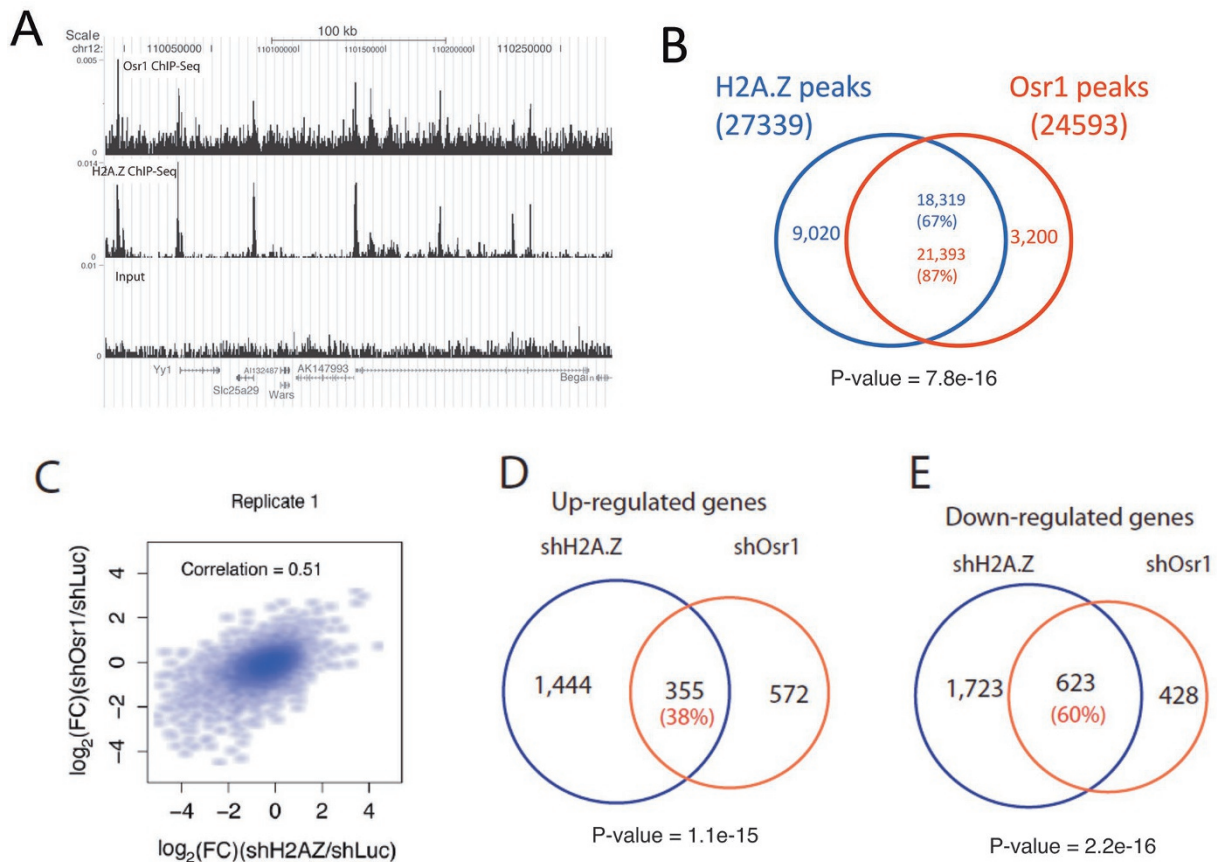 A
Scale
chr12:
100 kb
110050000
110100000
110150000
110200000
110250000
0.005
Osr1 ChIP-Seq
0
0.014
H2A.Z ChIP-Seq
0
0.01
Input
0
Yy1
Slc25a29
AI132487
Wars
AK147993
Begain
B
H2A.Z peaks
(27339)
Osr1 peaks
(24593)
9,020
18,319
(67%)
21,393
(87%)
3,200
P-value = 7.8e-16
C
Replicate 1
Correlation = 0.51
log2(FC)(shOsr1/shLuc)
4
2
0
−2
−4
−4
−2
0
2
4
log2(FC)(shH2AZ/shLuc)
D
Up-regulated genes
shH2A.Z
shOsr1
1,444
355
(38%)
572
P-value = 1.1e-15
E
Down-regulated genes
shH2A.Z
shOsr1
1,723
623
(60%)
428
P-value = 2.2e-16